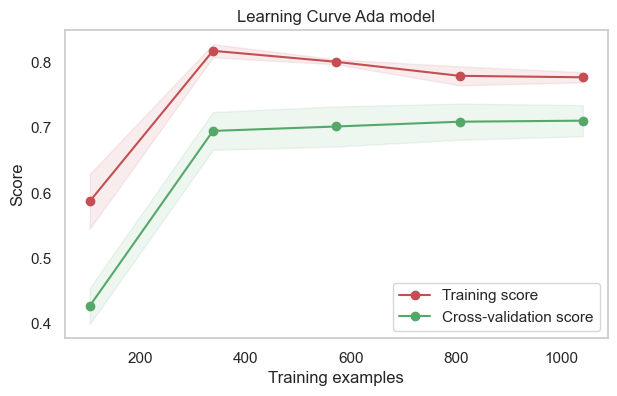 Learning Curve Ada model
Score
0.8
0.7
0.6
0.5
0.4
Training score
Cross-validation score
200
400
600
800
1000
Training examples